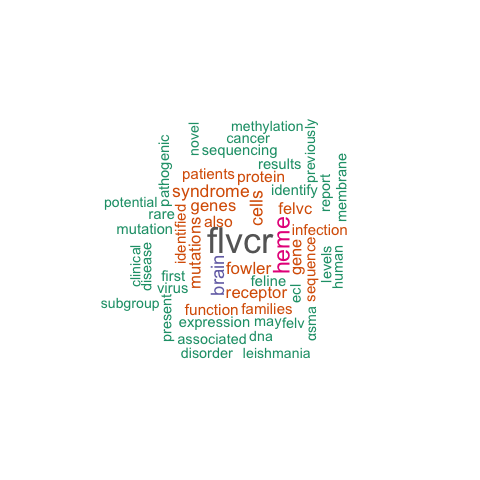 novel
methylation
cancer
sequencing
previously
pathogenic
results
patients
protein
syndrome
identify
report
membrane
potential
genes
cells
felvc
rare
also
mutation
identified
mutations
flvcr
heme
infection
gene
sequence
levels
human
clinical
disease
brain
fowler
first
feline
virus
receptor
ecl
subgroup
present
function
families
expression
may
felv
αsma
associated
dna
disorder
leishmania